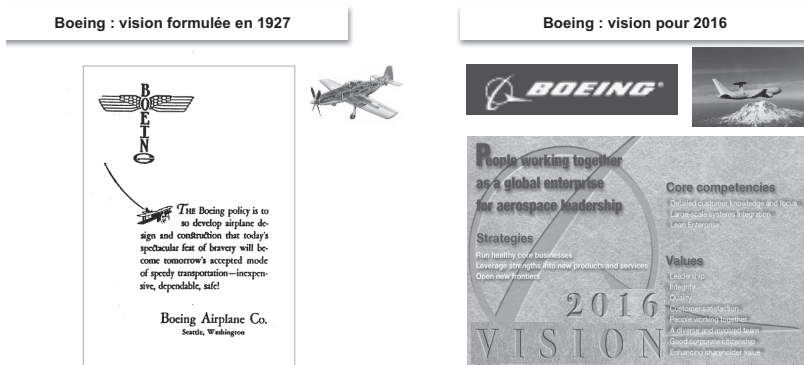 Boeing : vision formulée en 1927
BOEING
THE Boeing policy is to
so develop airplane de-
sign and construction that today's
spectacular feat of bravery will be-
come tomorrow's accepted mode
of speedy transportation—inexpen-
sive, dependable, safe!
Boeing Airplane Co.
Seattle, Washington
Boeing : vision pour 2016
BOEING
People working together
as a global enterprise
for aerospace leadership
Strategies
Run healthy core businesses
Leverage strengths into new products and services
Open new frontiers
Core competencies
Detailed customer knowledge and focus
Large-scale systems integration
Lean Enterprise
Values
Leadership
Integrity
Quality
Customer satisfaction
People working together
A diverse and involved team
Good corporate citizenship
Enhancing shareholder value
2016
VISION